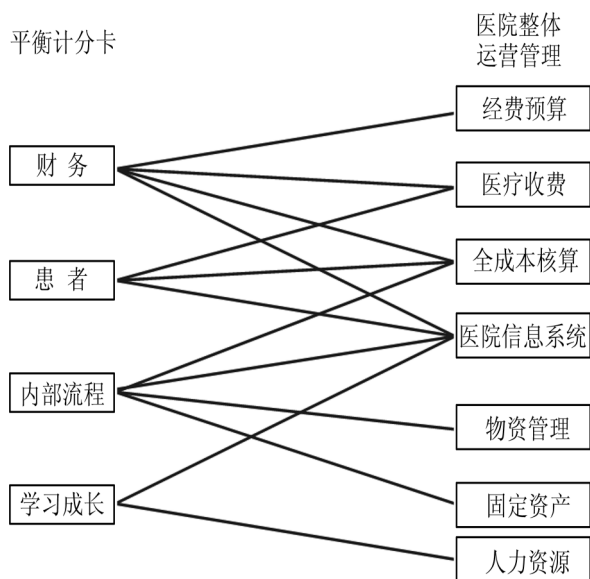 平衡计分卡
医院整体
运营管理
经费预算
财务
医疗收费
患者
全成本核算
医院信息系统
内部流程
物资管理
学习成长
固定资产
人力资源